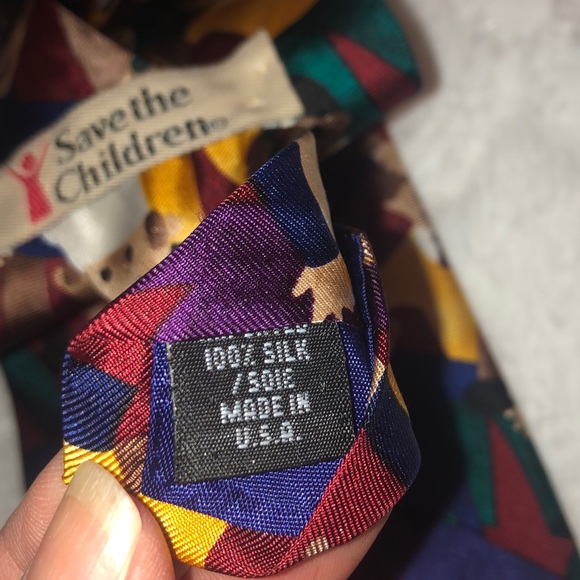 Save the
Children®
100% SILK
/SOIE
MADE IN
U.S.A.